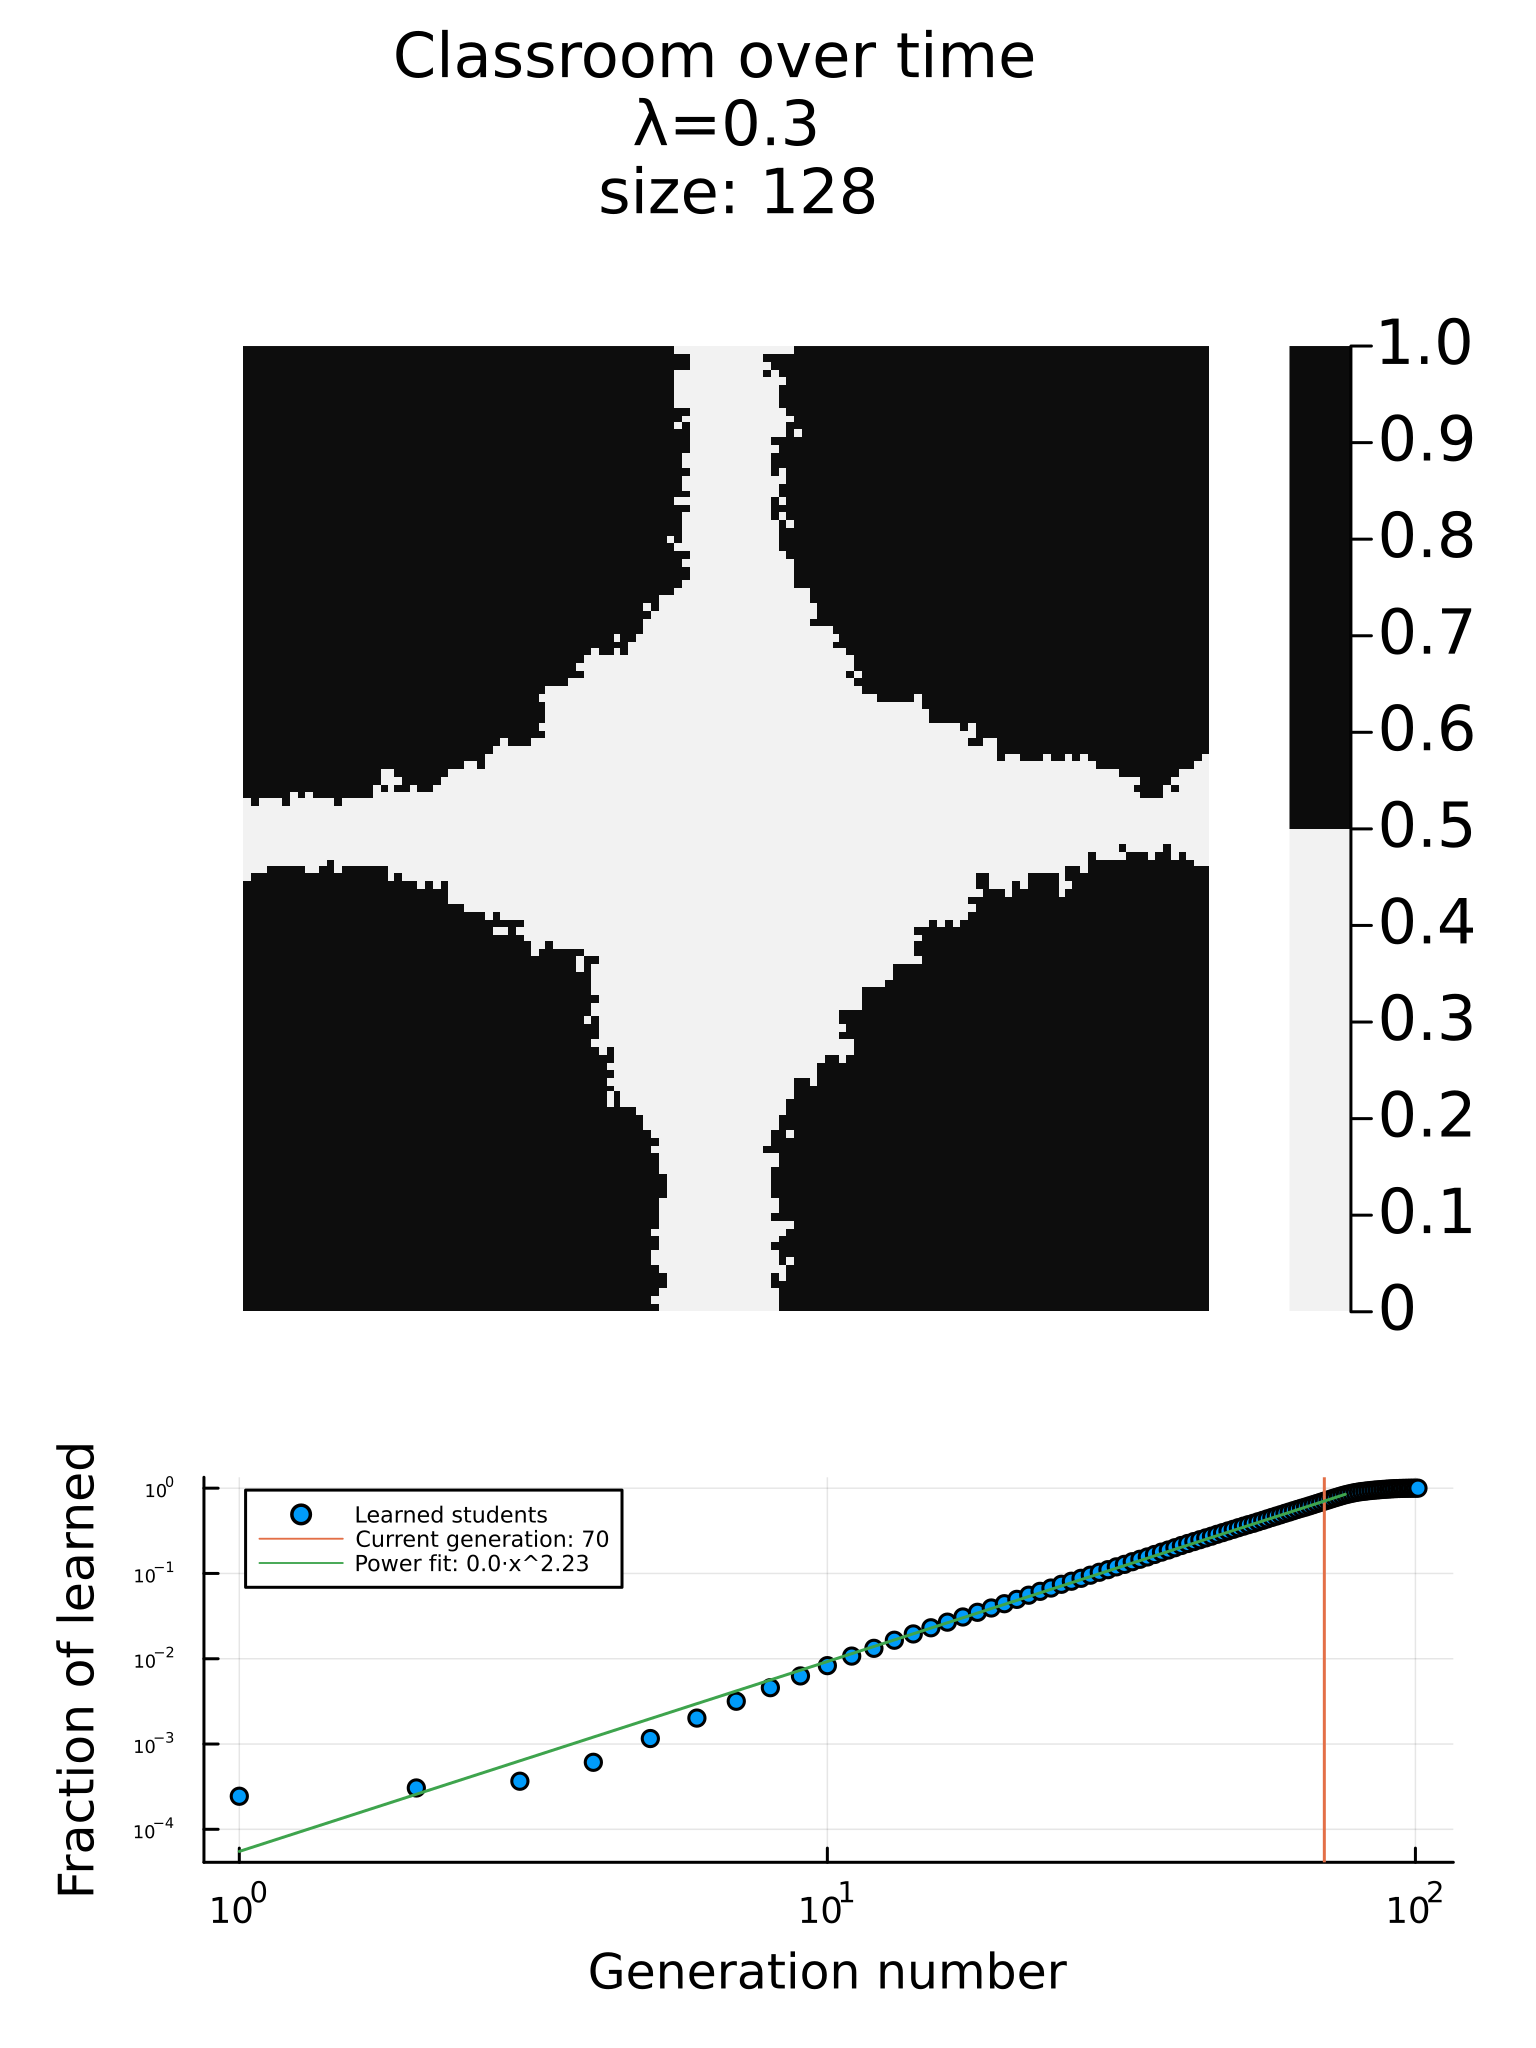 Classroom over time
λ=0.3
size: 128
1.0
0.9
0.8
0.7
0.6
0.5
0.4
0.3
0.2
0.1
0
Fraction of learned
10^0
10^−1
10^−2
10^−3
10^−4
Learned students
Current generation: 70
Power fit: 0.0·x^2.23
10^0 10^1 10^2
Generation number